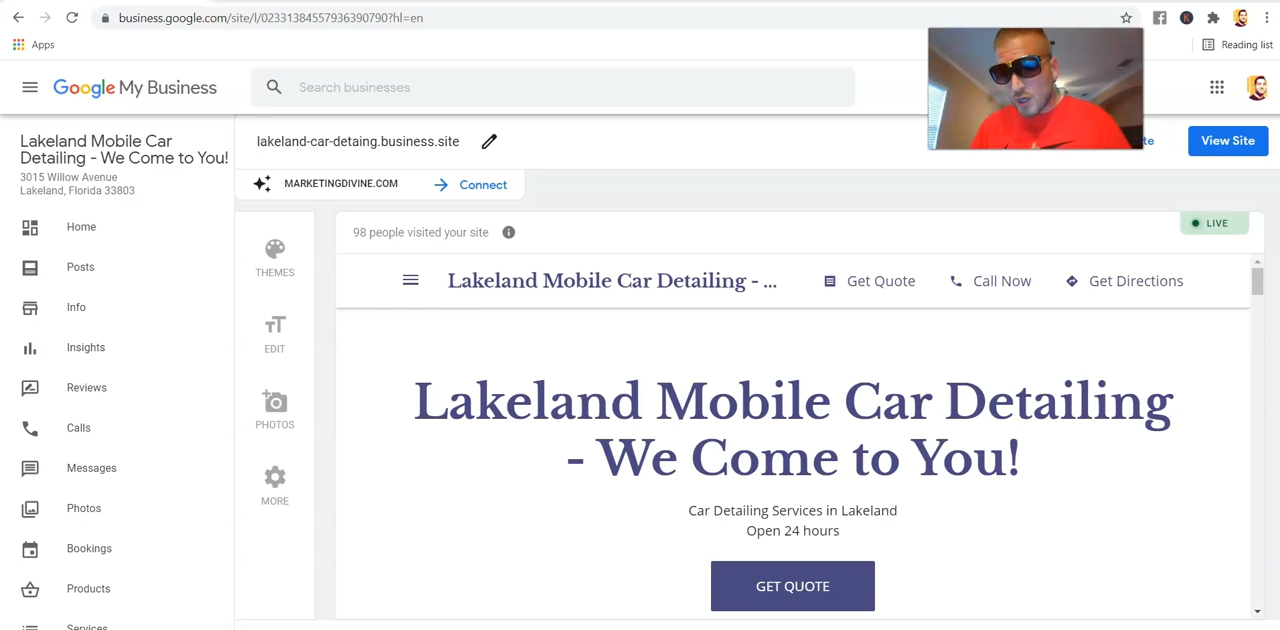 business.google.com/site/l/02331384557936390790?hl=en
Apps
Reading list
Google My Business
Search businesses
Lakeland Mobile Car
Detailing - We Come to You!
3015 Willow Avenue
Lakeland, Florida 33803
lakeland-car-detaing.business.site
te
View Site
MARKETINGDIVINE.COM
Connect
Home
Posts
Info
Insights
Reviews
Calls
Messages
Photos
Bookings
Products
Services
THEMES
EDIT
PHOTOS
MORE
98 people visited your site
LIVE
Lakeland Mobile Car Detailing - ...
Get Quote
Call Now
Get Directions
Lakeland Mobile Car Detailing
- We Come to You!
Car Detailing Services in Lakeland
Open 24 hours
GET QUOTE